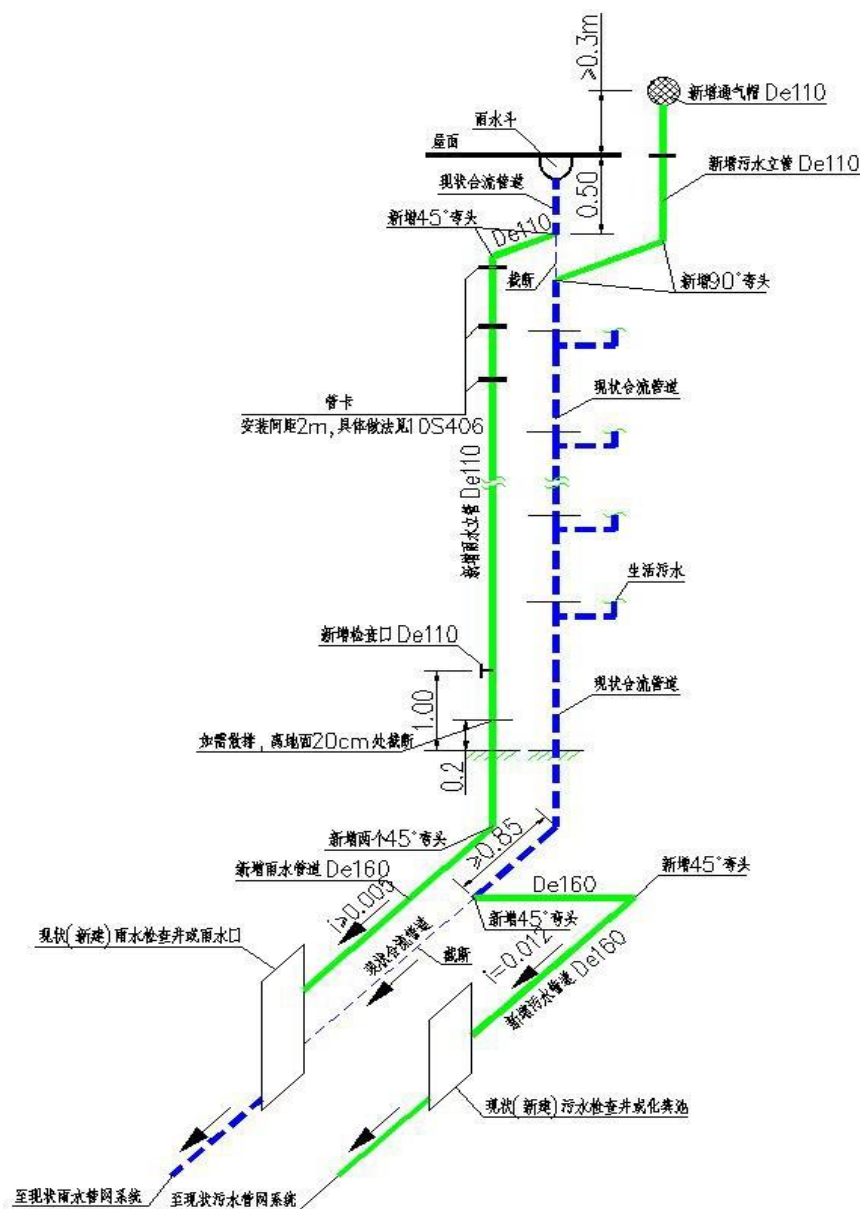 ≥0.3m
新增通气帽 De110
雨水斗
屋面
现状合流管道
0.50
新增污水立管 De110
新增45°弯头
De110
截断
新增90°弯头
管卡
安装间距2m,具体做法见10S406
现状合流管道
新增雨水立管 De110
生活污水
新增检查口 De110
1.00
现状合流管道
如需散排，离地面20cm处截断
0.2
新增两个45°弯头
≥0.85
新增雨水管道 De160
新增45°弯头
De160
i≥0.005
新增45°弯头
现状(新建)雨水检查井或雨水口
现状合流管道
截断
i=0.012
新增污水管道 De160
现状(新建)污水检查井或化粪池
至现状雨水管网系统
至现状污水管网系统